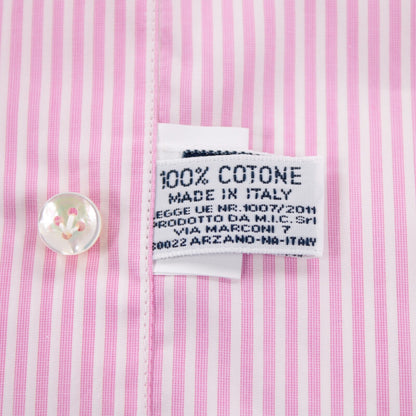 100% COTONE
MADE IN ITALY
LEGGE UE NR.1007/2011
PRODOTTO DA M.I.C. Srl
VIA MARCONI 7
80022 ARZANO-NA-ITALY